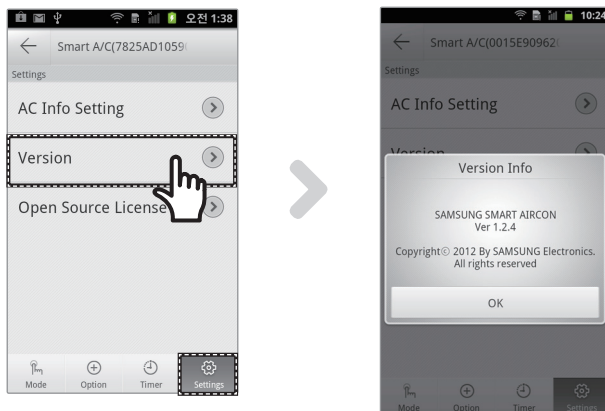 오전 1:38
Smart A/C(7825AD1059
Settings
AC Info Setting
Version
Open Source License
Mode Option Timer Settings
10:24
Smart A/C(0015E90962
Settings
AC Info Setting
Version
Version Info
SAMSUNG SMART AIRCON
Ver 1.2.4
Copyrightⓒ 2012 By SAMSUNG Electronics.
All rights reserved
OK
Mode Option Timer Settings